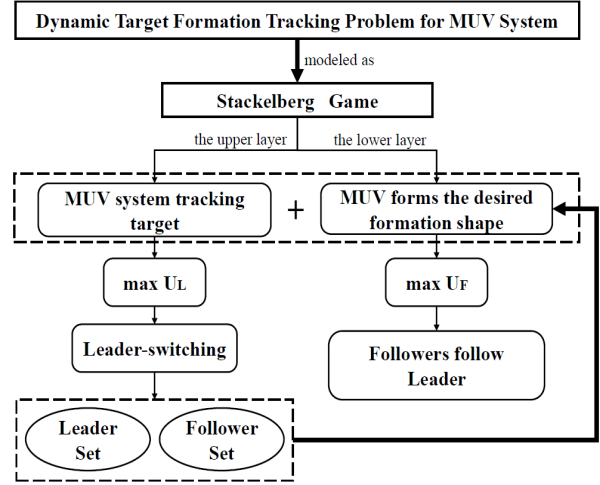 Dynamic Target Formation Tracking Problem for MUV System
modeled as
Stackelberg Game
the upper layer
the lower layer
MUV system tracking
target
+
MUV forms the desired
formation shape
max UL
max UF
Leader-switching
Followers follow
Leader
Leader
Set
Follower
Set